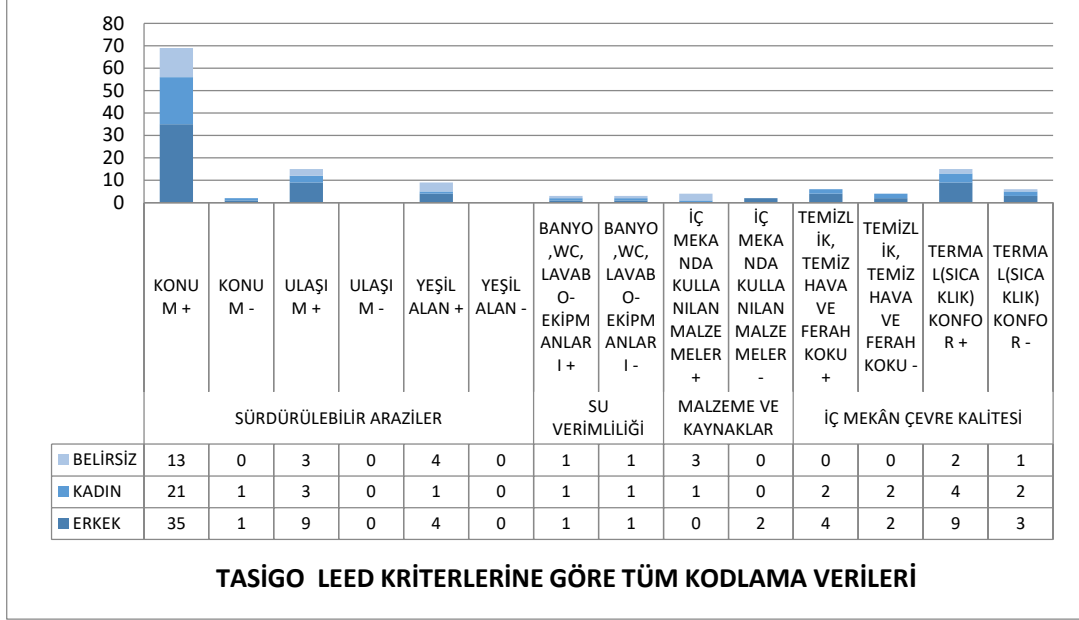 80
70
60
50
40
30
20
10
0
KONU
M +
KONU
M -
ULAŞI
M +
ULAŞI
M -
YEŞİL
ALAN +
YEŞİL
ALAN -
BANYO
,WC,
LAVAB
O-
EKİPM
ANLAR
I +
BANYO
,WC,
LAVAB
O-
EKİPM
ANLAR
I -
İÇ
MEKA
NDA
KULLA
NILAN
MALZE
MELER
+
İÇ
MEKA
NDA
KULLA
NILAN
MALZE
MELER
-
TEMİZL
İK,
TEMİZ
HAVA
VE
FERAH
KOKU
+
TEMİZL
İK,
TEMİZ
HAVA
VE
FERAH
KOKU -
TERMA
L(SICA
KLIK)
KONFO
R +
TERMA
L(SICA
KLIK)
KONFO
R -
SÜRDÜRÜLEBİLİR ARAZİLER
SU
VERİMLİLİĞİ
MALZEME VE
KAYNAKLAR
İÇ MEKÂN ÇEVRE KALİTESİ
BELİRSİZ 13 0 3 0 4 0 1 1 3 0 0 0 2 1
KADIN 21 1 3 0 1 0 1 1 1 0 2 2 4 2
ERKEK 35 1 9 0 4 0 1 1 0 2 4 2 9 3
TASİGO LEED KRİTERLERİNE GÖRE TÜM KODLAMA VERİLERİ